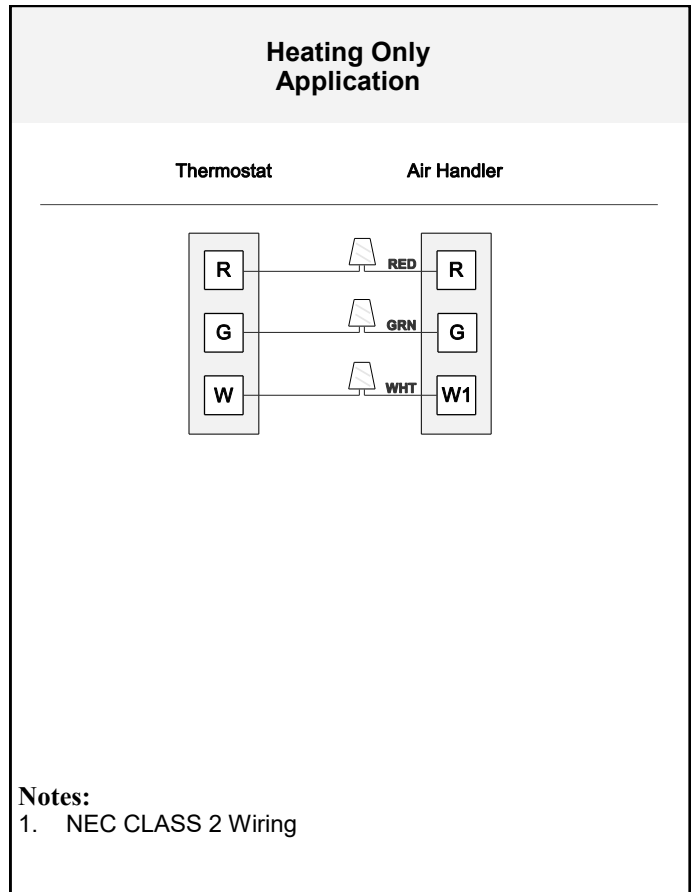 Heating Only
Application
Thermostat Air Handler
R RED R
G GRN G
W WHT W1
Notes:
1. NEC CLASS 2 Wiring